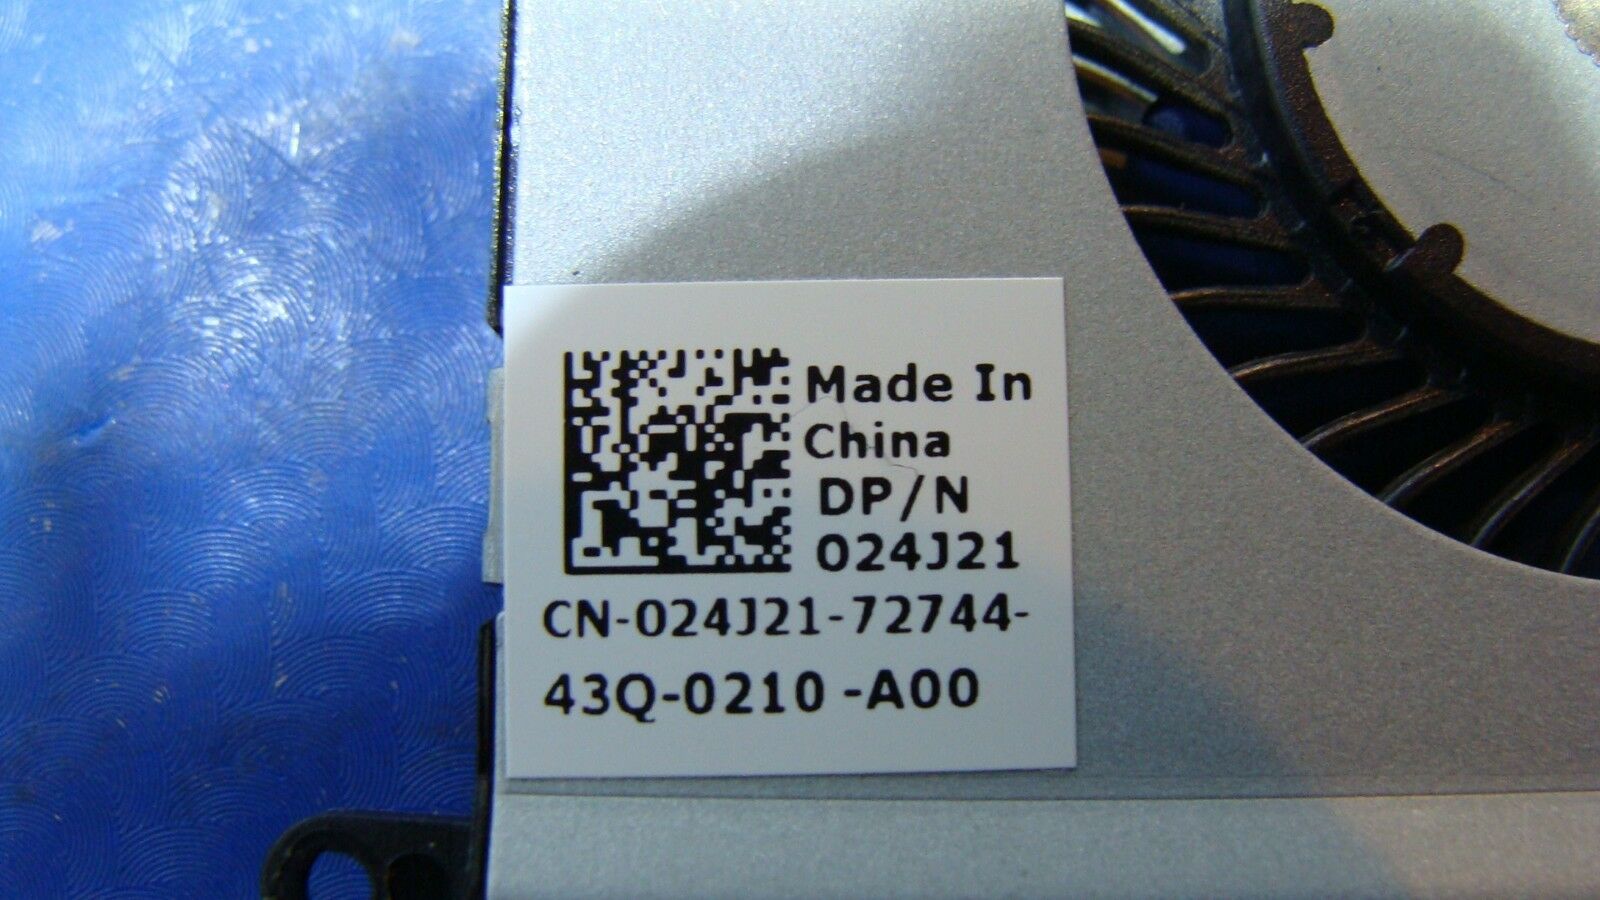 Made In
China
DP/N
024J21
CN-024J21-72744-
43Q-0210 -A00